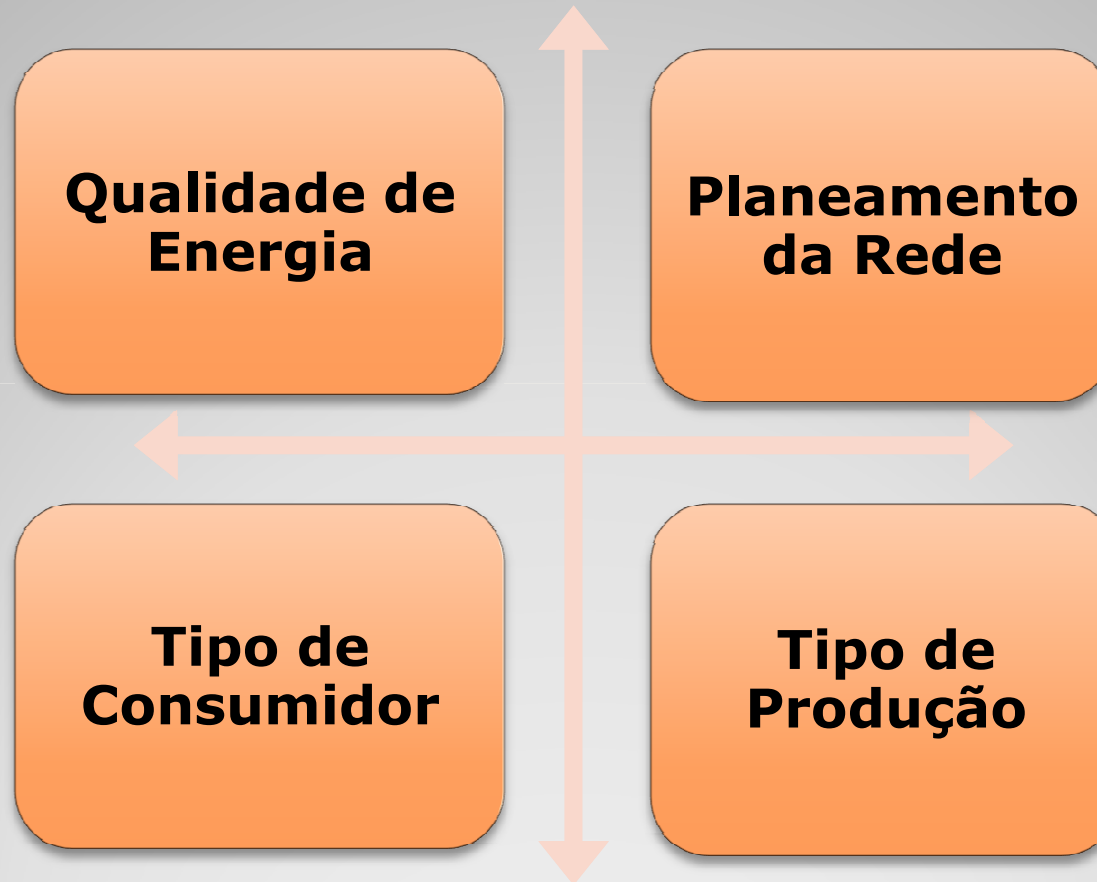 Qualidade de
Energia
Planeamento
da Rede
Tipo de
Consumidor
Tipo de
Produção